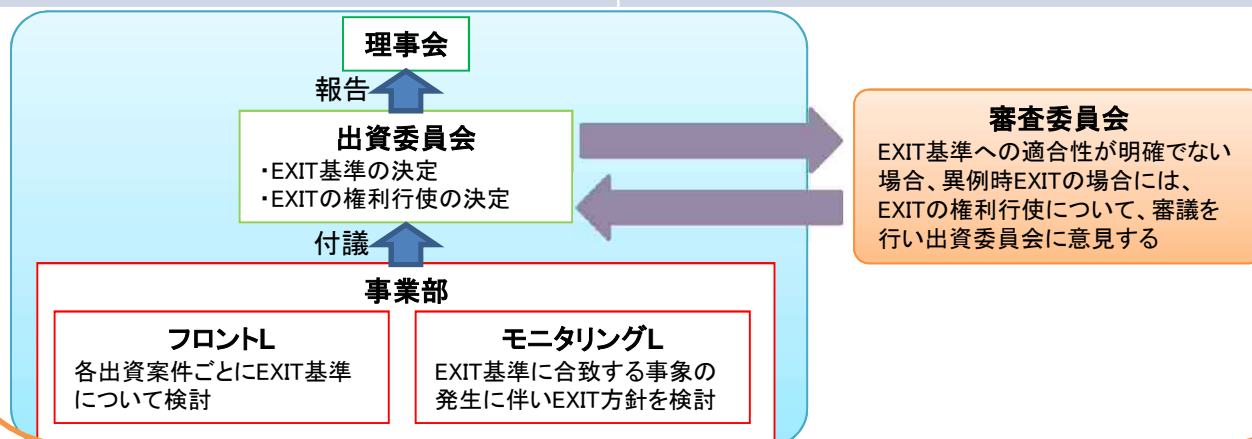 理事会
報告
出資委員会
・EXIT基準の決定
・EXITの権利行使の決定
審査委員会
EXIT基準への適合性が明確でない
場合、異例時EXITの場合には、
EXITの権利行使について、審議を
行い出資委員会に意見する
付議
事業部
フロントL
各出資案件ごとにEXIT基準
について検討
モニタリングL
EXIT基準に合致する事象の
発生に伴いEXIT方針を検討